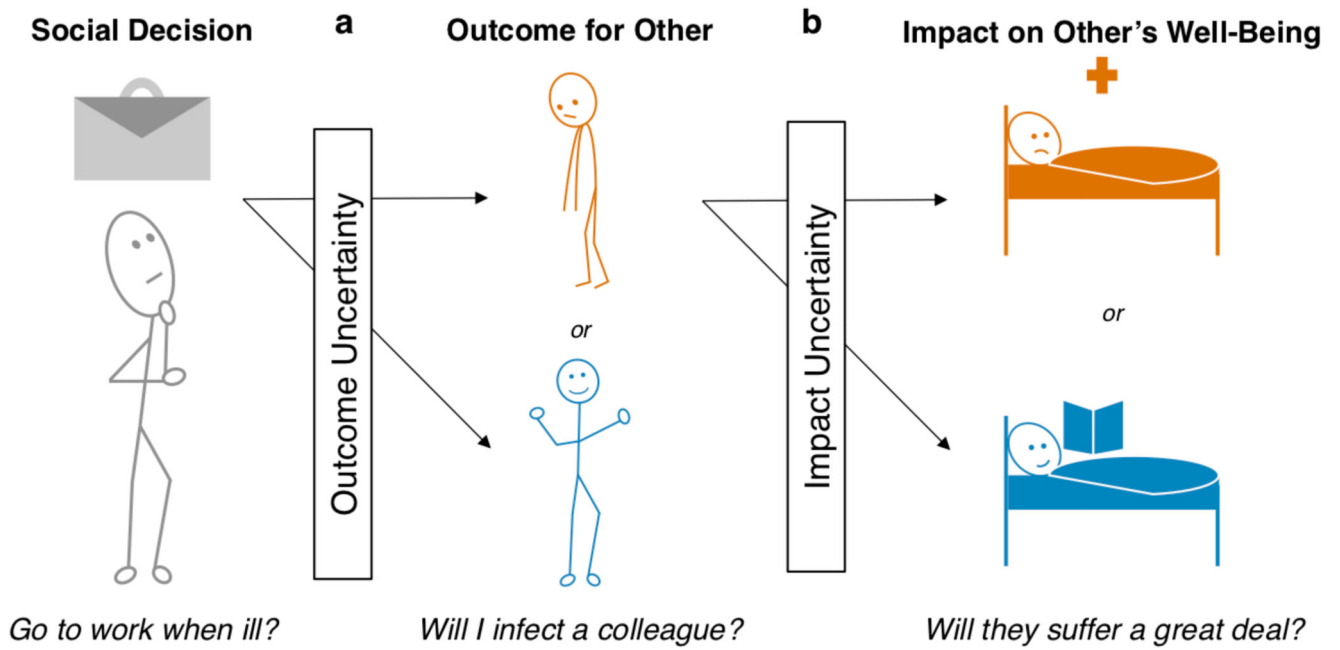 Social Decision
a
Outcome for Other
b
Impact on Other's Well-Being
Outcome Uncertainty
or
Impact Uncertainty
or
Go to work when ill?
Will I infect a colleague?
Will they suffer a great deal?